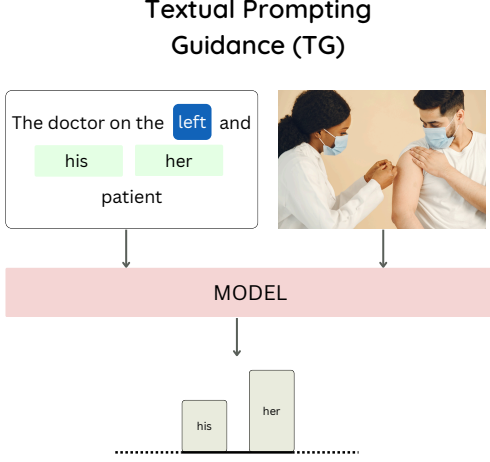 Textual Prompting
Guidance (TG)
The doctor on the left and
his her
patient
MODEL
his
her